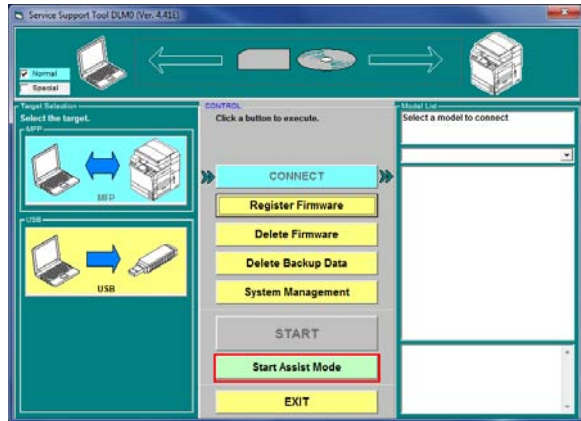 Service Support Tool DLM0 (Ver. 4.41E)
Normal
Special
Target Selection
Select the target.
MFP
MFP
USB
USB
CONTROL
Click a button to execute.
CONNECT
Register Firmware
Delete Firmware
Delete Backup Data
System Management
START
Start Assist Mode
EXIT
Model List
Select a model to connect